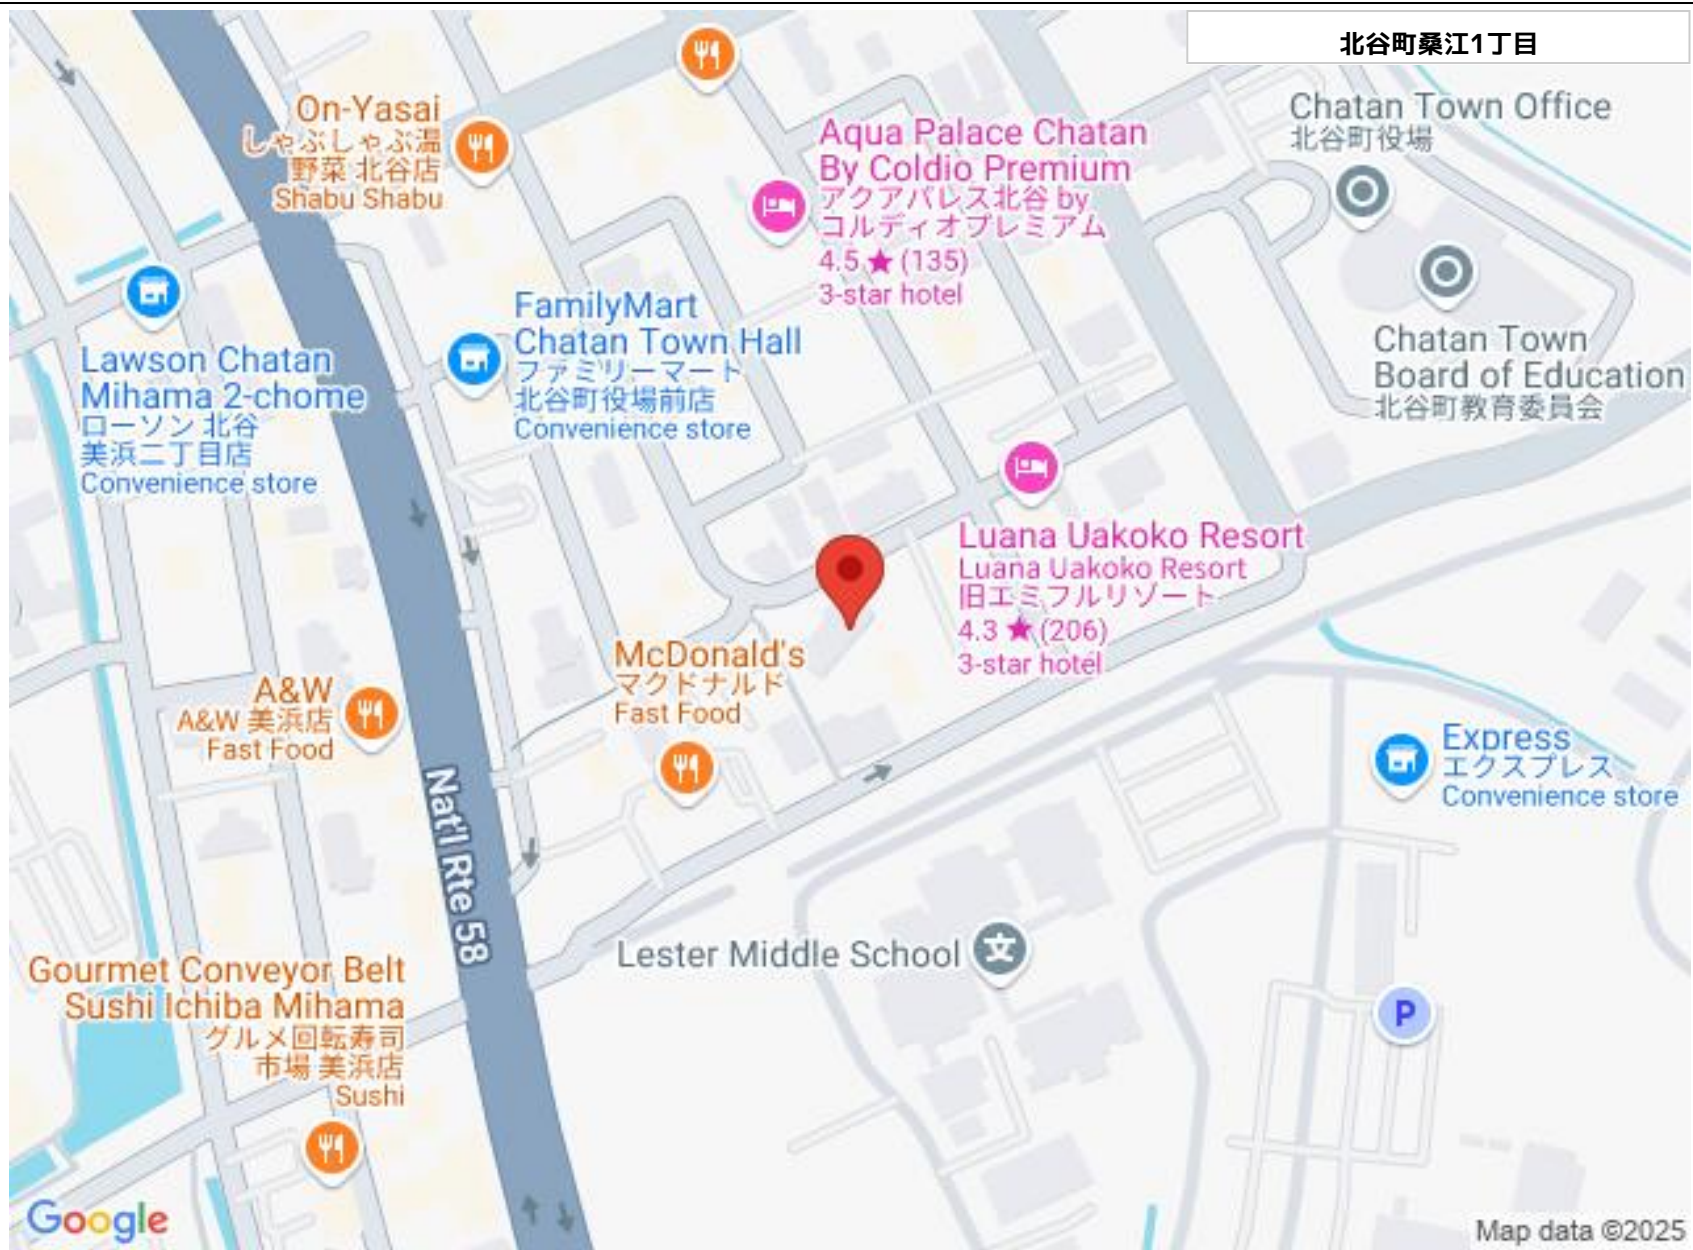 北谷町桑江1丁目
On-Yasai
しゃぶしゃぶ温
野菜 北谷店
Shabu Shabu
Aqua Palace Chatan
By Coldio Premium
アクアパレス北谷 by
コルディオプレミアム
4.5 ★ (135)
3-star hotel
Chatan Town Office
北谷町役場
Chatan Town
Board of Education
北谷町教育委員会
FamilyMart
Chatan Town Hall
ファミリーマート
北谷町役場前店
Convenience store
Lawson Chatan
Mihama 2-chome
ローソン 北谷
美浜二丁目店
Convenience store
Luana Uakoko Resort
Luana Uakoko Resort
旧エミフルリゾート
4.3 ★ (206)
3-star hotel
McDonald's
マクドナルド
Fast Food
A&W
A&W 美浜店
Fast Food
Express
エクスプレス
Convenience store
Nat'l Rte 58
Lester Middle School
文
P
Gourmet Conveyor Belt
Sushi Ichiba Mihama
グルメ回転寿司
市場 美浜店
Sushi
Google
Map data ©2025